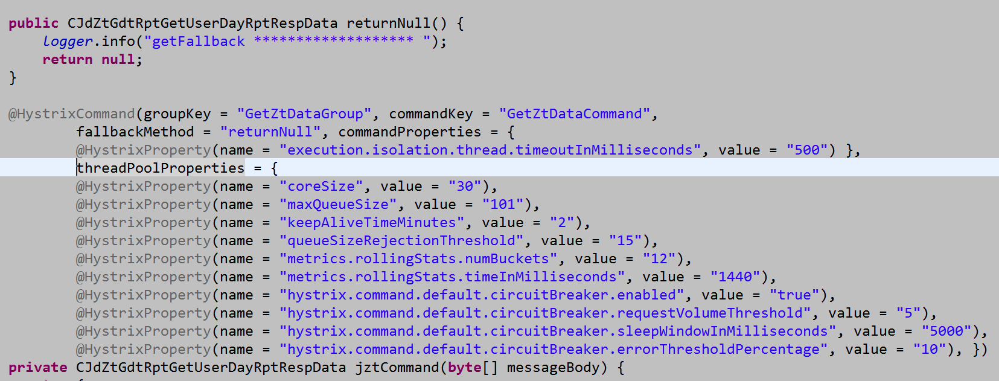 public CJdZtGdtRptGetUserDayRptRespData returnNull() {
logger.info("getFallback ******************* ");
return null;
}
@HystrixCommand(groupKey = "GetZtDataGroup", commandKey = "GetZtDataCommand",
fallbackMethod = "returnNull", commandProperties = {
@HystrixProperty(name = "execution.isolation.thread.timeoutInMilliseconds", value = "500") },
threadPoolProperties = {
@HystrixProperty(name = "coreSize", value = "30"),
@HystrixProperty(name = "maxQueueSize", value = "101"),
@HystrixProperty(name = "keepAliveTimeMinutes", value = "2"),
@HystrixProperty(name = "queueSizeRejectionThreshold", value = "15"),
@HystrixProperty(name = "metrics.rollingStats.numBuckets", value = "12"),
@HystrixProperty(name = "metrics.rollingStats.timeInMilliseconds", value = "1440"),
@HystrixProperty(name = "hystrix.command.default.circuitBreaker.enabled", value = "true"),
@HystrixProperty(name = "hystrix.command.default.circuitBreaker.requestVolumeThreshold", value = "5"),
@HystrixProperty(name = "hystrix.command.default.circuitBreaker.sleepWindowInMilliseconds", value = "5000"),
@HystrixProperty(name = "hystrix.command.default.circuitBreaker.errorThresholdPercentage", value = "10"), })
private CJdZtGdtRptGetUserDayRptRespData jztCommand(byte[] messageBody) {